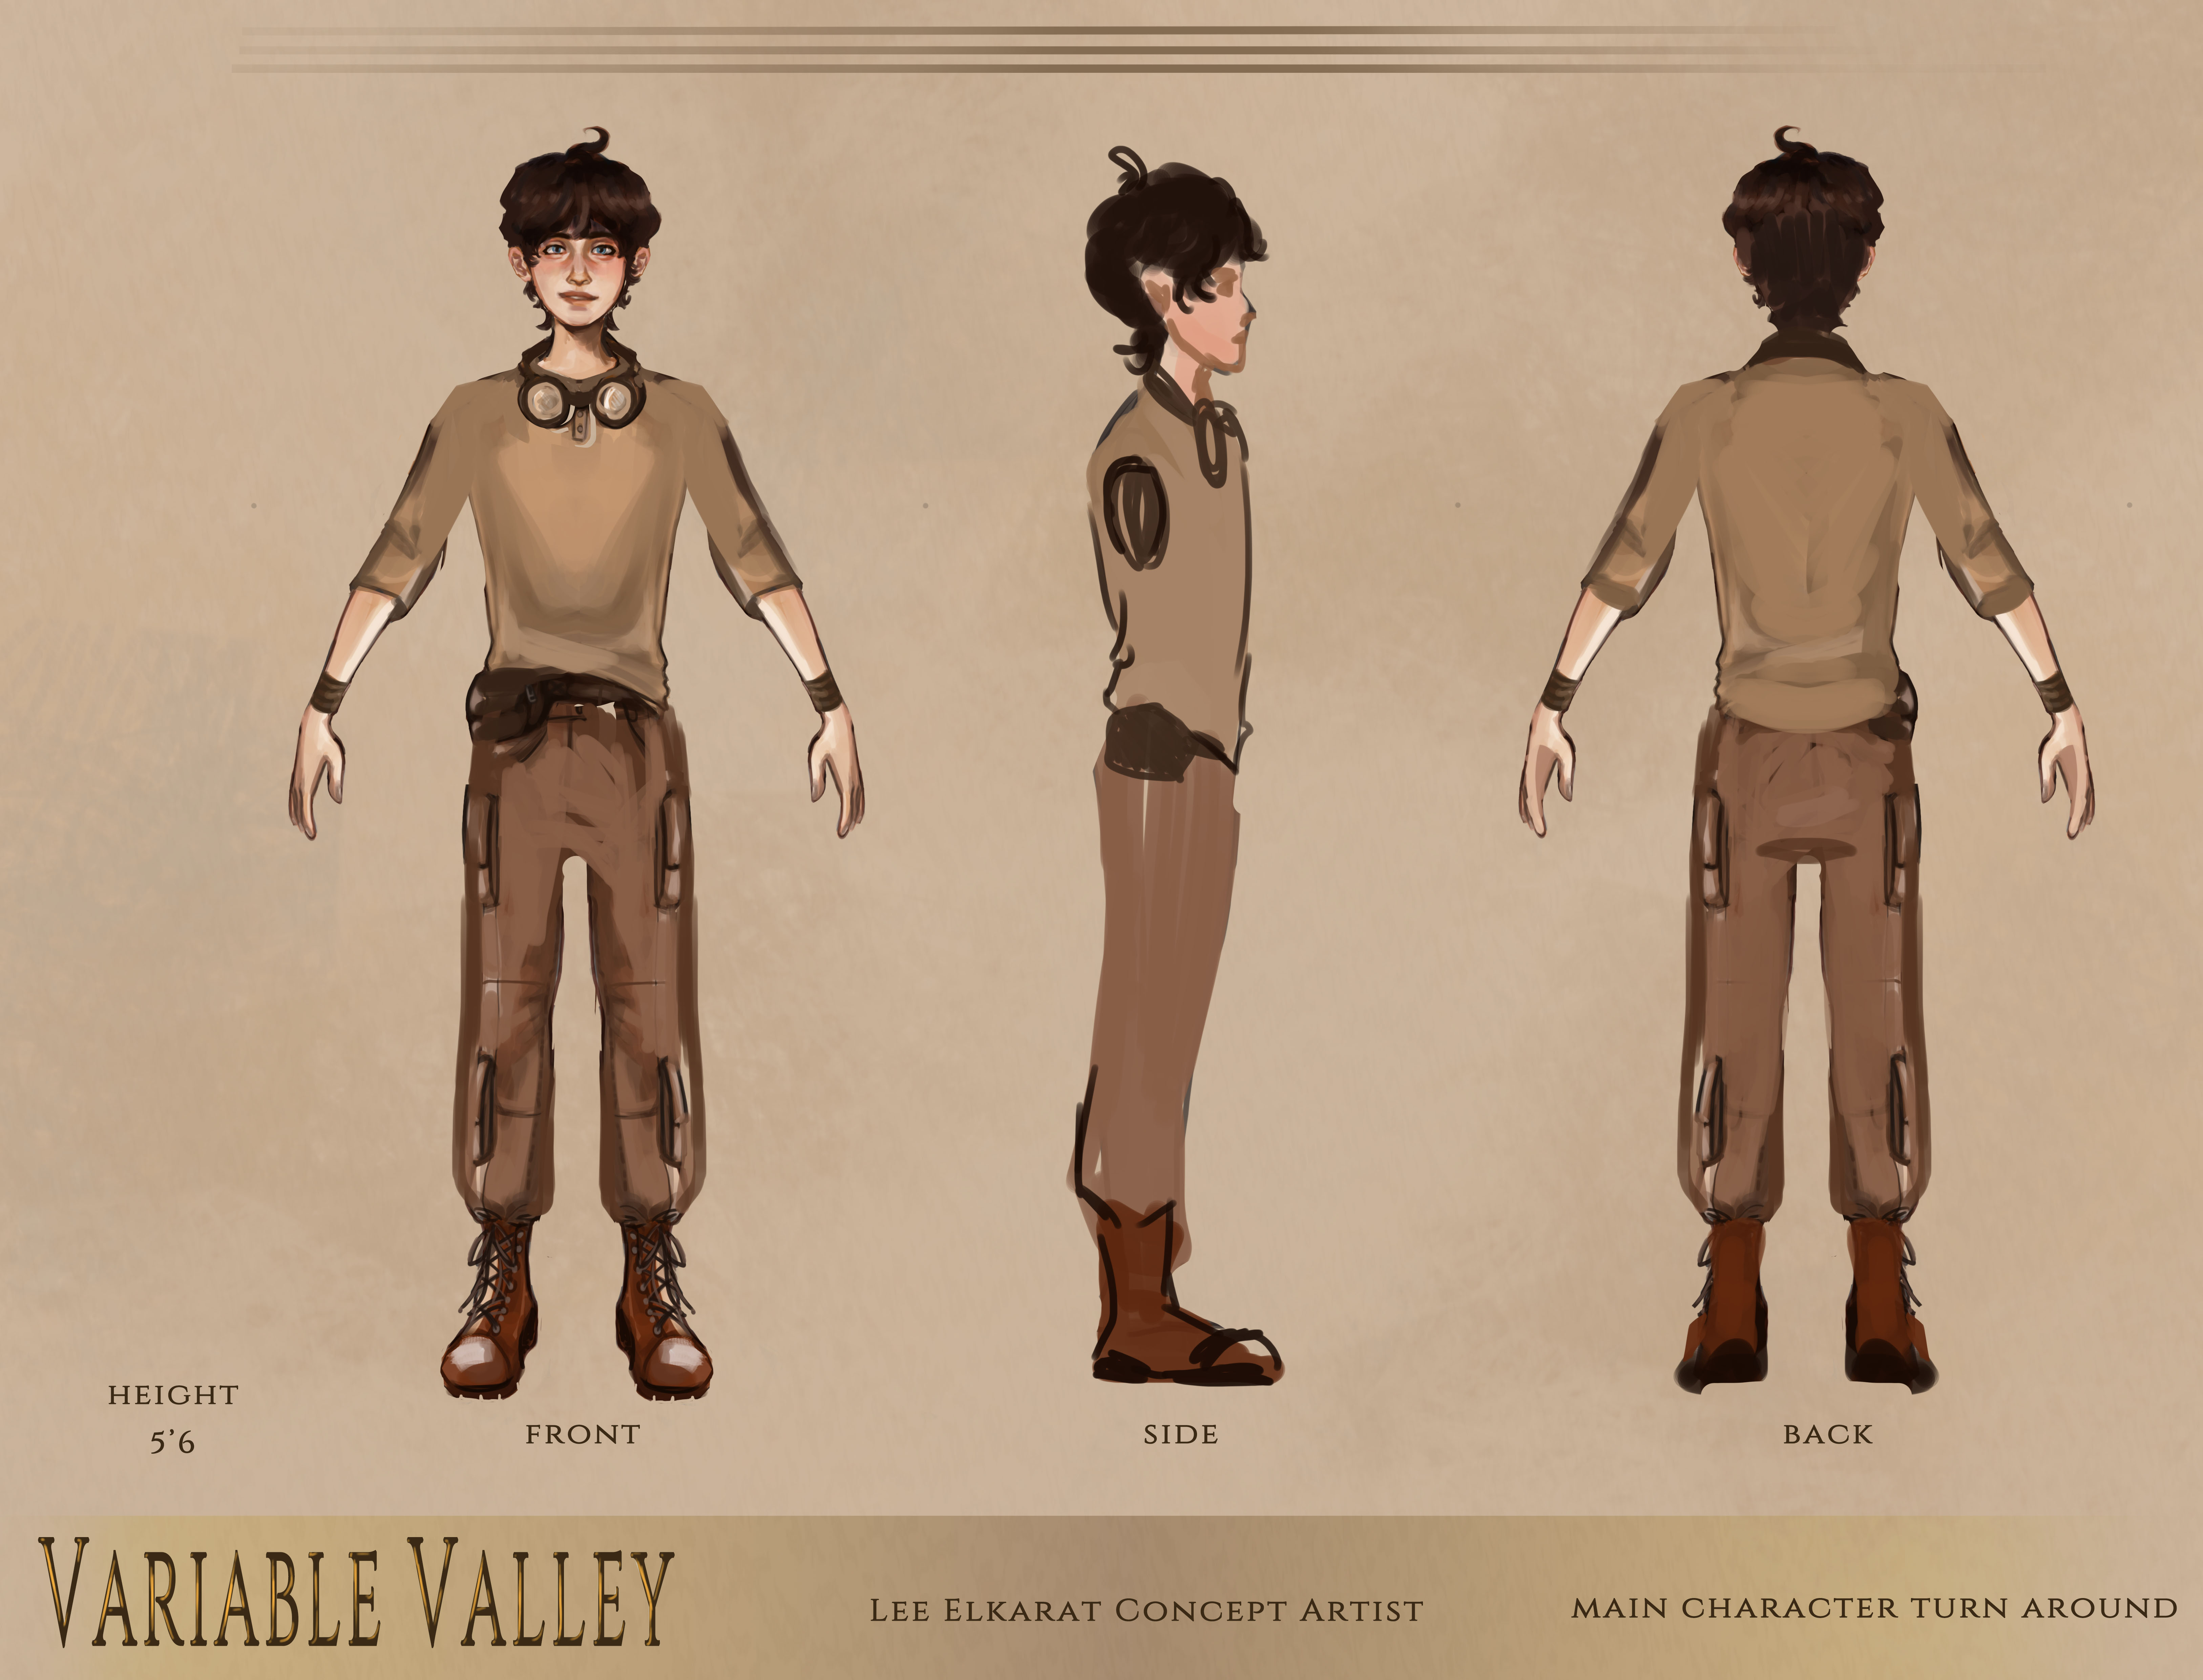 HEIGHT
5'6
FRONT
SIDE
BACK
VARIABLE VALLEY
LEE ELKARAT CONCEPT ARTIST
MAIN CHARACTER TURN AROUND